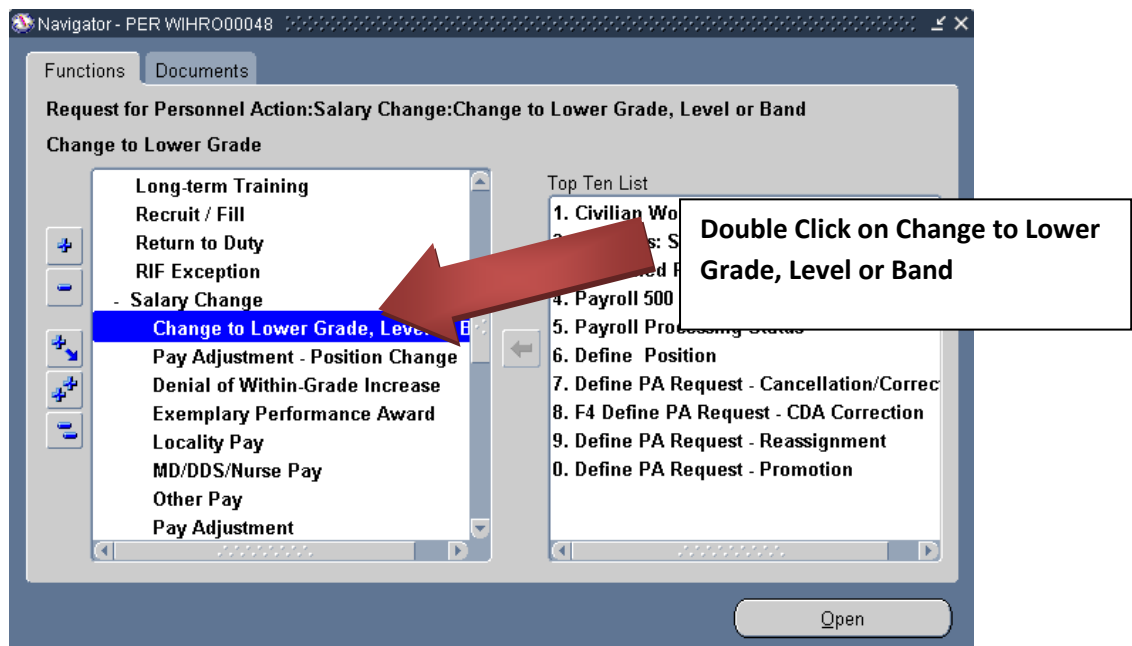 Navigator - PER WIHRO00048
Functions
Documents
Request for Personnel Action:Salary Change:Change to Lower Grade, Level or Band
Change to Lower Grade
Long-term Training
Recruit / Fill
Return to Duty
RIF Exception
- Salary Change
Change to Lower Grade, Level
Pay Adjustment - Position Change
Denial of Within-Grade Increase
Exemplary Performance Award
Locality Pay
MD/DDS/Nurse Pay
Other Pay
Pay Adjustment
Top Ten List
1. Civilian Wo
s: S
4. Payroll 500
5. Payroll Processing Status
6. Define Position
7. Define PA Request - Cancellation/Correc
8. F4 Define PA Request - CDA Correction
9. Define PA Request - Reassignment
0. Define PA Request - Promotion
Double Click on Change to Lower
Grade, Level or Band
Open